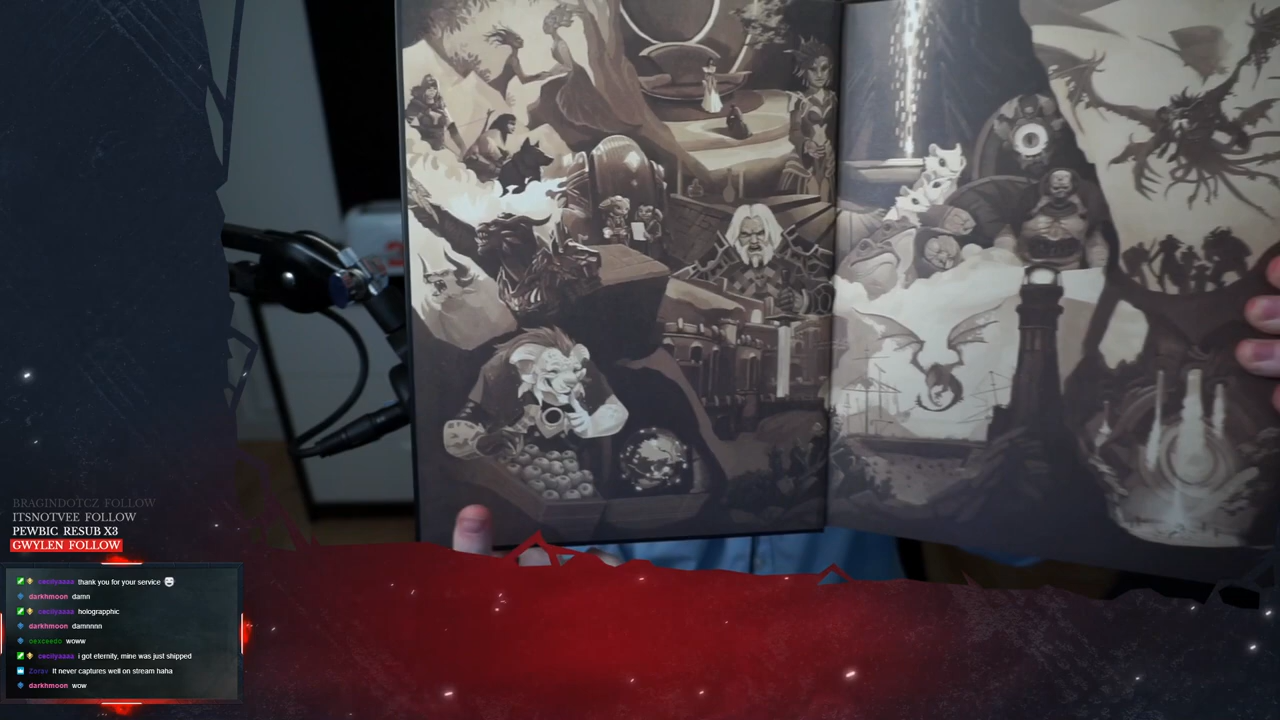 BRAGINDOTCZ FOLLOW
ITSNOTVEE FOLLOW
PEWBIC RESUB X3
GWYLEN FOLLOW
cecilyaaaa thank you for your service
darkhmoon damn
cecilyaaaa holograpphic
darkhmoon damnnnn
oexceedo woww
cecilyaaaa i got eternity, mine was just shipped
Zorav It never captures well on stream haha
darkhmoon wow